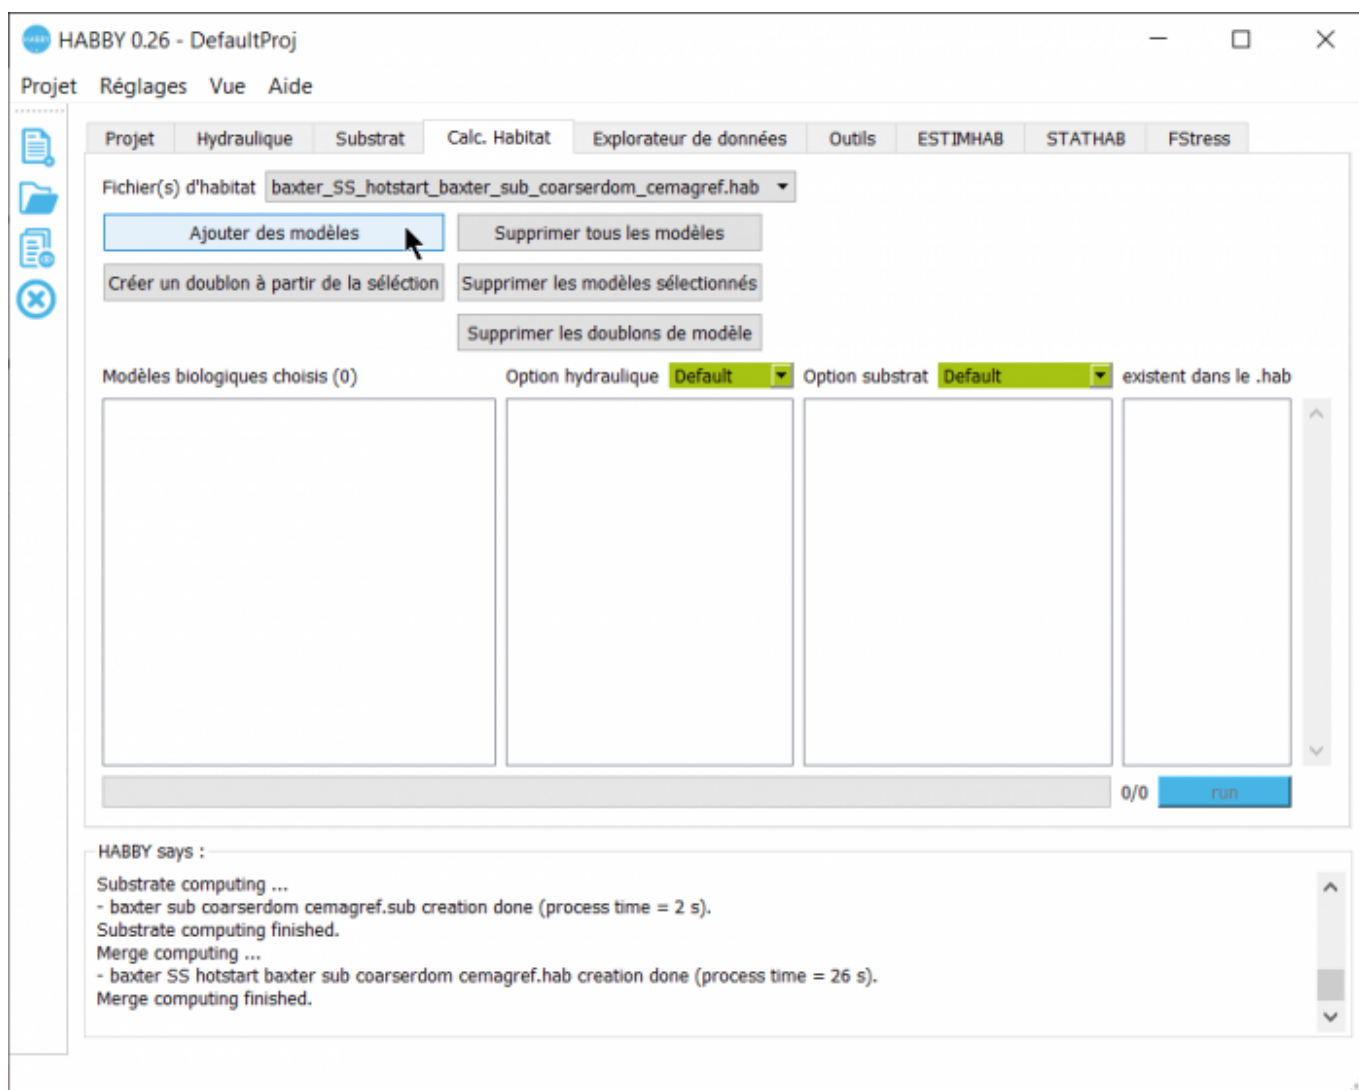 HABBY 0.26 - DefaultProj
Projet Réglages Vue Aide
Projet Hydraulique Substrat Calc. Habitat Explorateur de données Outils ESTIMHAB STATHAB FStress
Fichier(s) d'habitat baxter_SS_hotstart_baxter_sub_coarserdom_cemagref.hab
Ajouter des modèles Supprimer tous les modèles
Créer un doublon à partir de la séléction Supprimer les modèles sélectionnés
Supprimer les doublons de modèle
Modèles biologiques choisis (0) Option hydraulique Default Option substrat Default existent dans le .hab
0/0 run
HABBY says :
Substrate computing ...
- baxter sub coarserdom cemagref.sub creation done (process time = 2 s).
Substrate computing finished.
Merge computing ...
- baxter SS hotstart baxter sub coarserdom cemagref.hab creation done (process time = 26 s).
Merge computing finished.